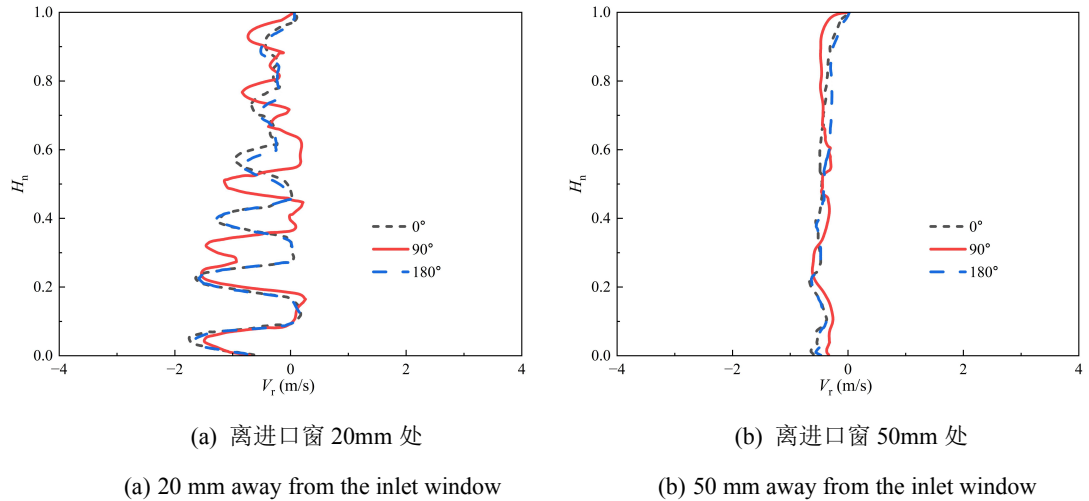 1.0
0.8
0.6
0.4
0.2
0.0
Hn
0°
90°
180°
−4 −2 0 2 4
Vr (m/s)
(a) 离进口窗 20mm 处
(a) 20 mm away from the inlet window
1.0
0.8
0.6
0.4
0.2
0.0
Hn
0°
90°
180°
−4 −2 0 2 4
Vr (m/s)
(b) 离进口窗 50mm 处
(b) 50 mm away from the inlet window